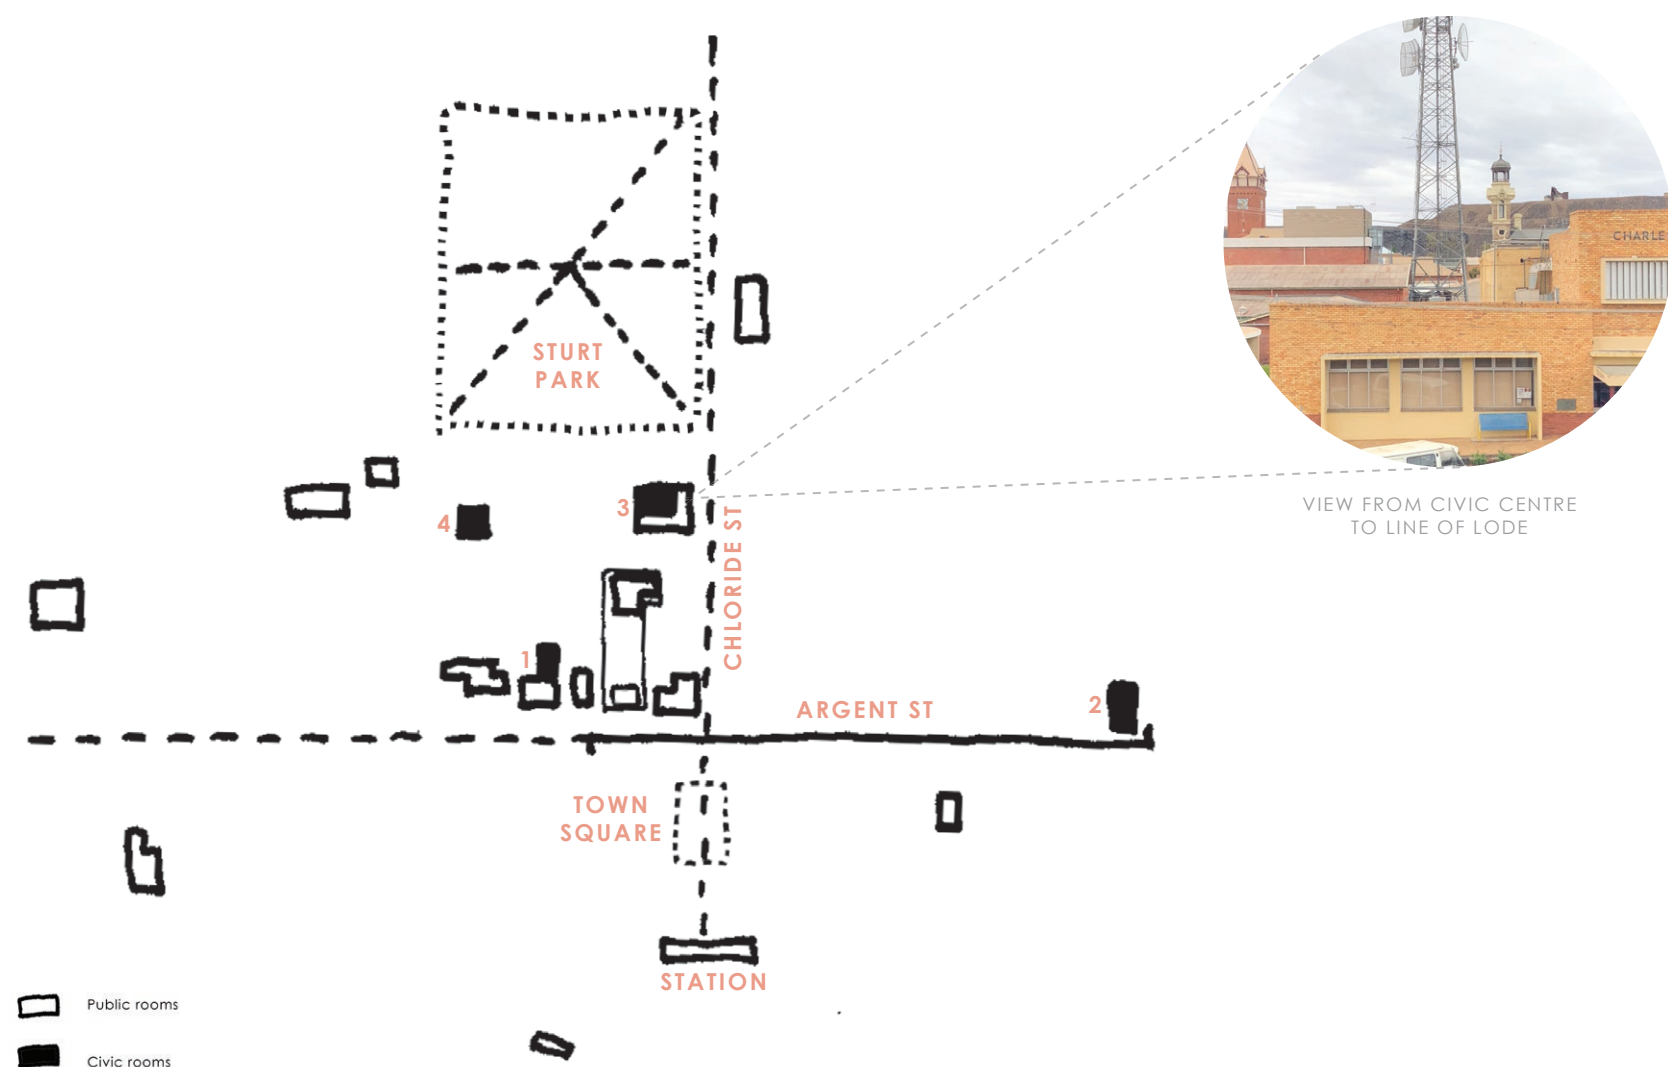 CHARLE
STURT
PARK
VIEW FROM CIVIC CENTRE
TO LINE OF LODE
3
4
CHLORIDE ST
1
2
ARGENT ST
TOWN
SQUARE
STATION
Public rooms
Civic rooms